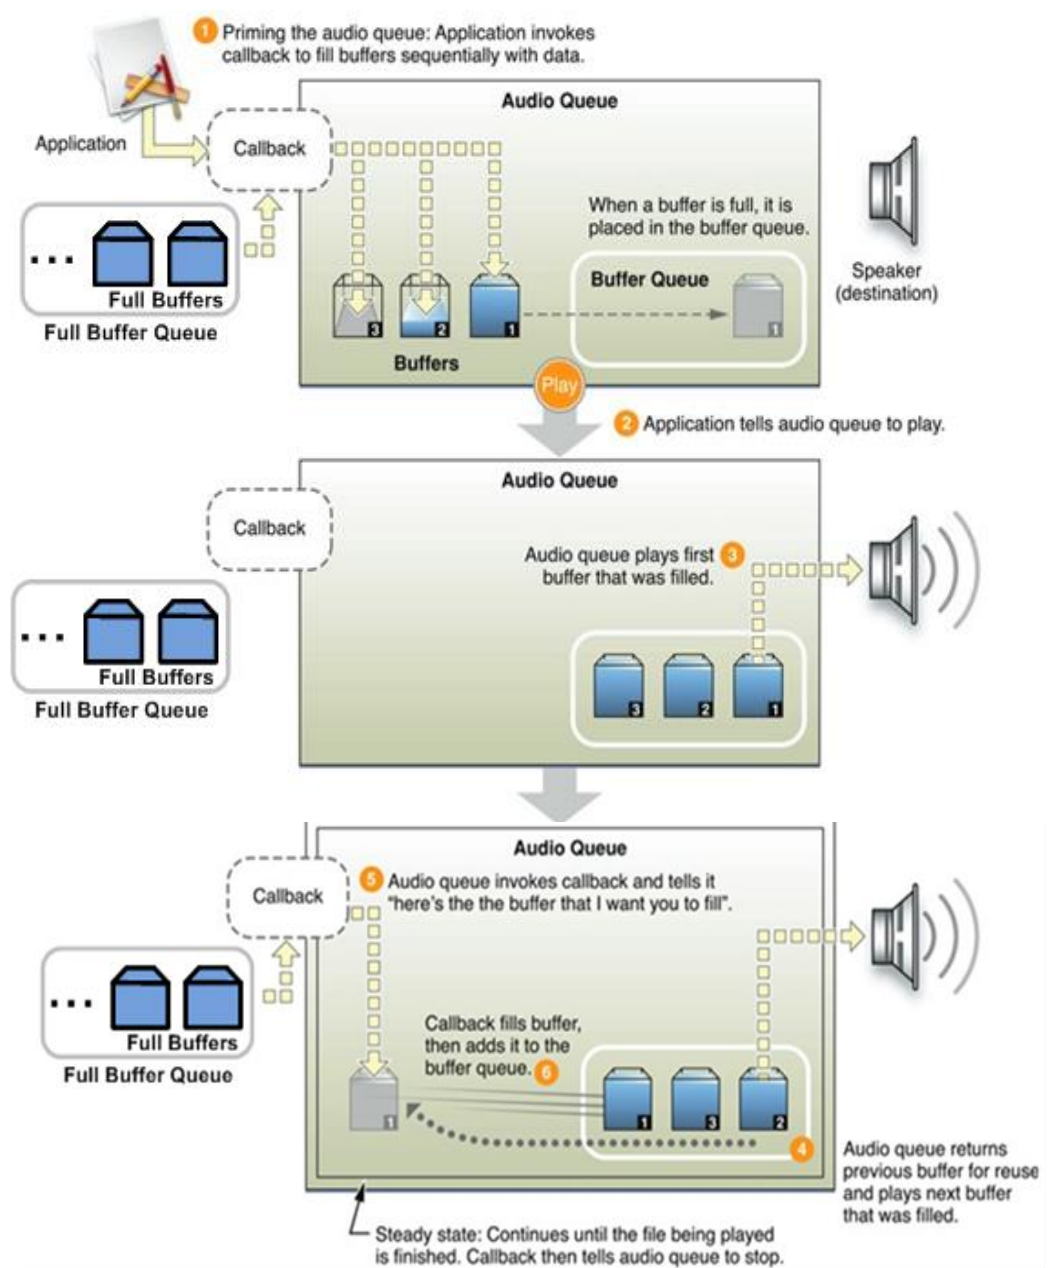 1 Priming the audio queue: Application invokes
callback to fill buffers sequentially with data.
Audio Queue
Application
Callback
When a buffer is full, it is
placed in the buffer queue.
Buffer Queue
Speaker
(destination)
...
Full Buffers
Full Buffer Queue
3
2
1
1
Buffers
Play
2 Application tells audio queue to play.
Audio Queue
Callback
Audio queue plays first 3
buffer that was filled.
...
Full Buffers
Full Buffer Queue
3
2
1
Audio Queue
Callback
5 Audio queue invokes callback and tells it
"here's the the buffer that I want you to fill".
...
Full Buffers
Full Buffer Queue
Callback fills buffer,
then adds it to the
buffer queue. 6
1
1
3
2
4
Audio queue returns
previous buffer for reuse
and plays next buffer
that was filled.
Steady state: Continues until the file being played
is finished. Callback then tells audio queue to stop.